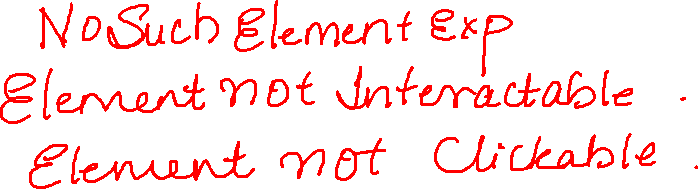 NoSuch Element Exp
Element not Interactable .
Element not Clickable .